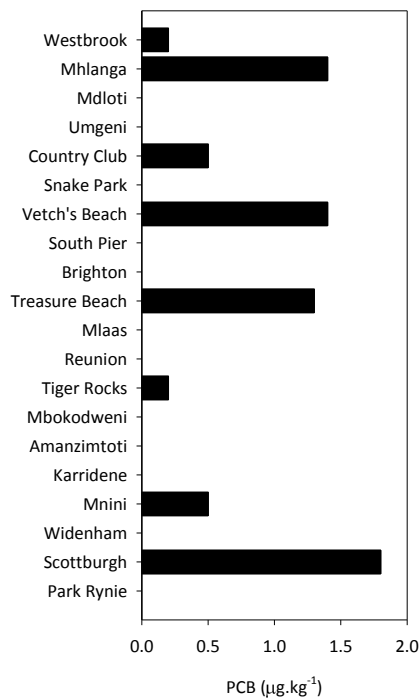 Westbrook
Mhlanga
Mdloti
Umgeni
Country Club
Snake Park
Vetch's Beach
South Pier
Brighton
Treasure Beach
Mlaas
Reunion
Tiger Rocks
Mbokodweni
Amanzimtoti
Karridene
Mnini
Widenham
Scottburgh
Park Rynie
0.0 0.5 1.0 1.5 2.0
PCB (µg.kg⁻¹)